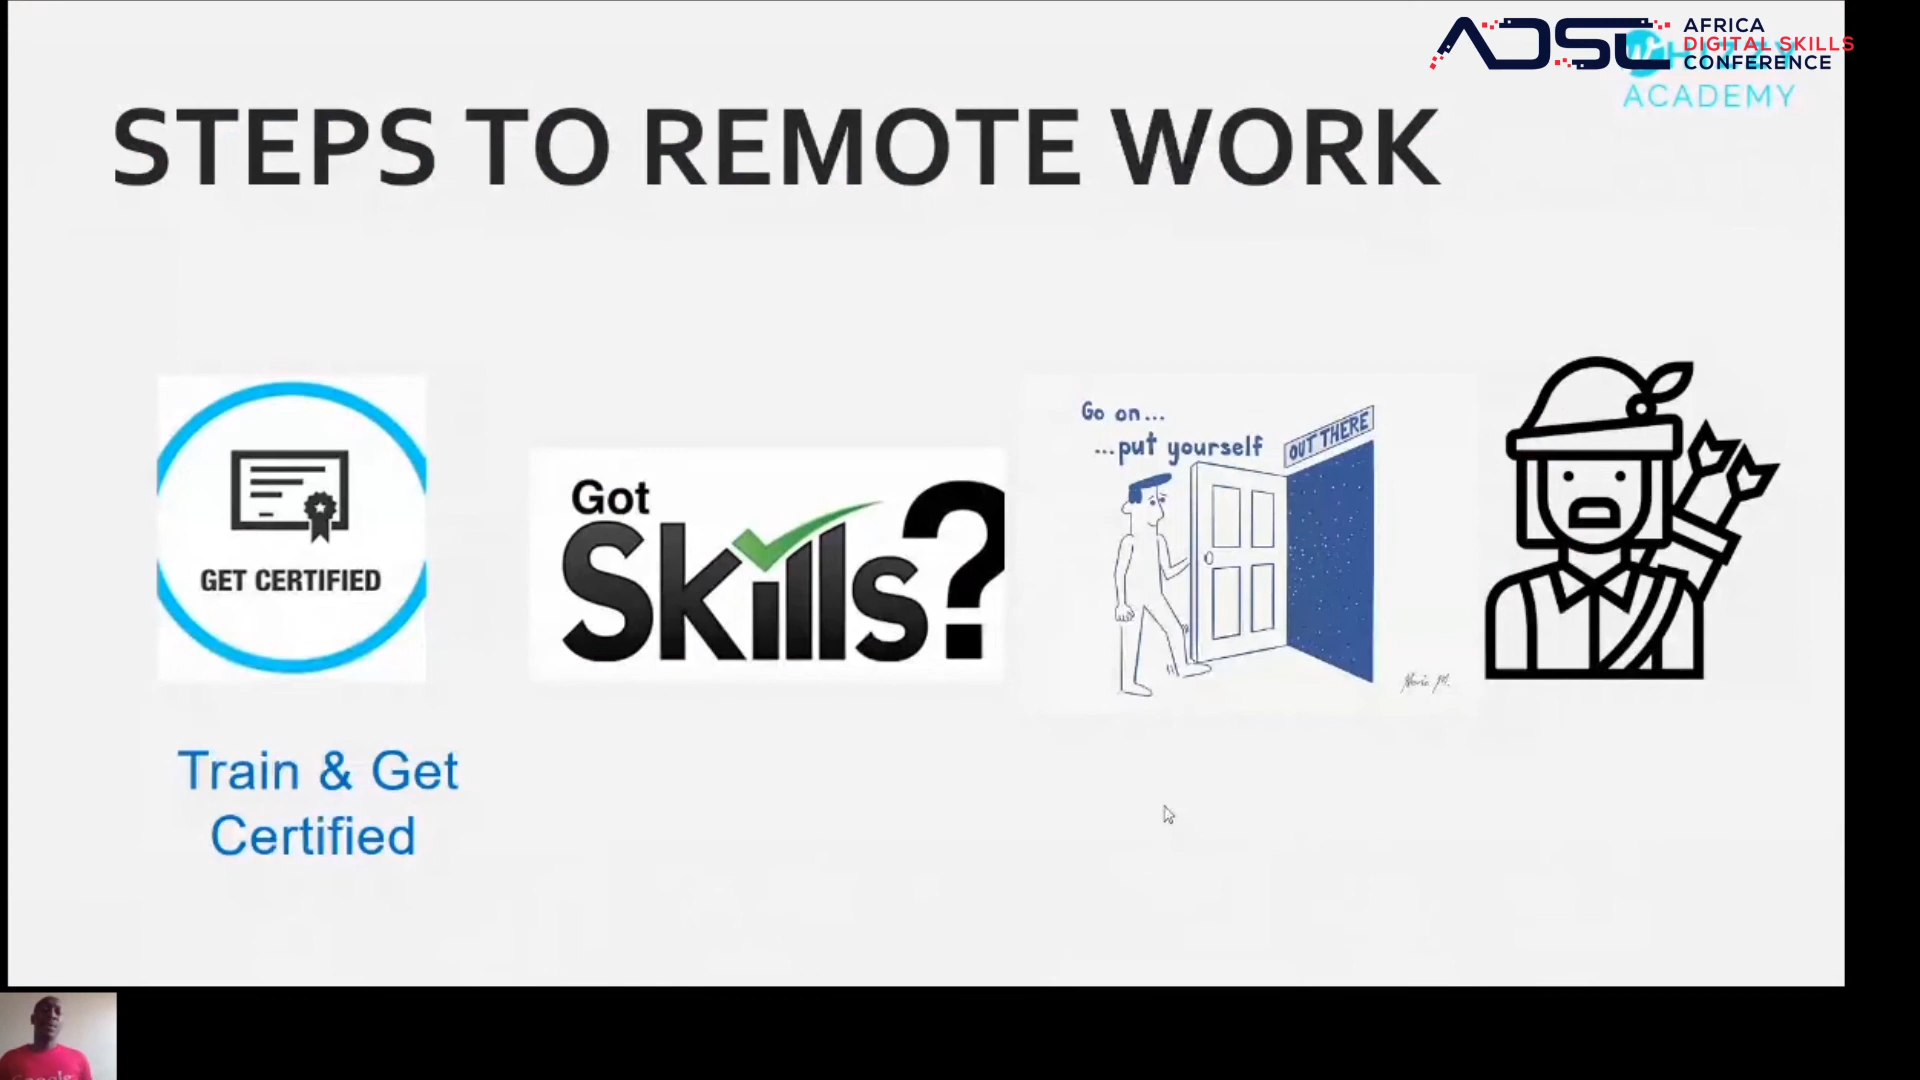 AFRICA
DIGITAL SKILLS
CONFERENCE
ADSC
ACADEMY
STEPS TO REMOTE WORK
GET CERTIFIED
Got
Skills?
Go on...
...put yourself
OUT THERE
Train & Get
Certified